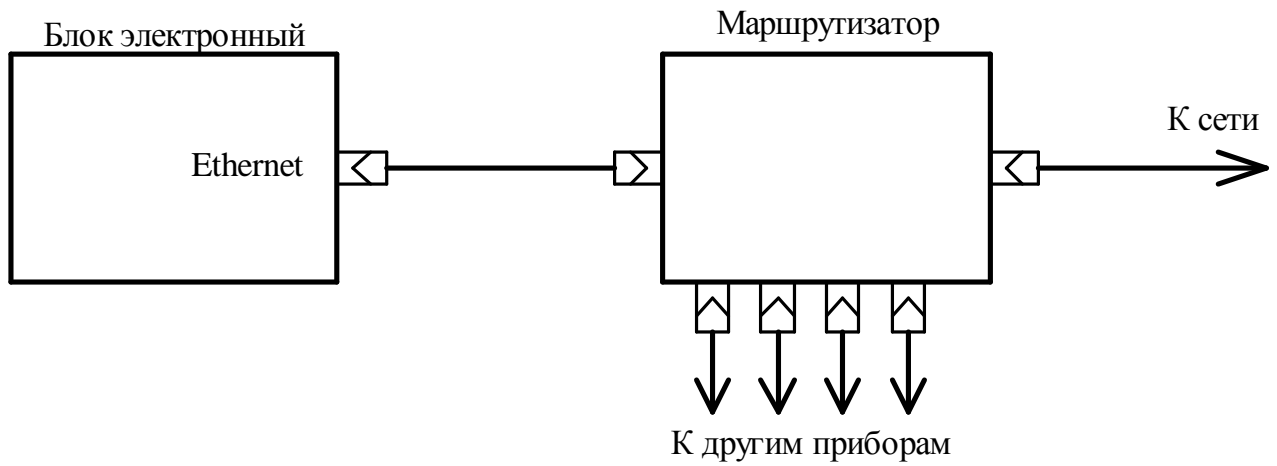 Блок электронный
Маршрутизатор
К сети
Ethernet
К другим приборам